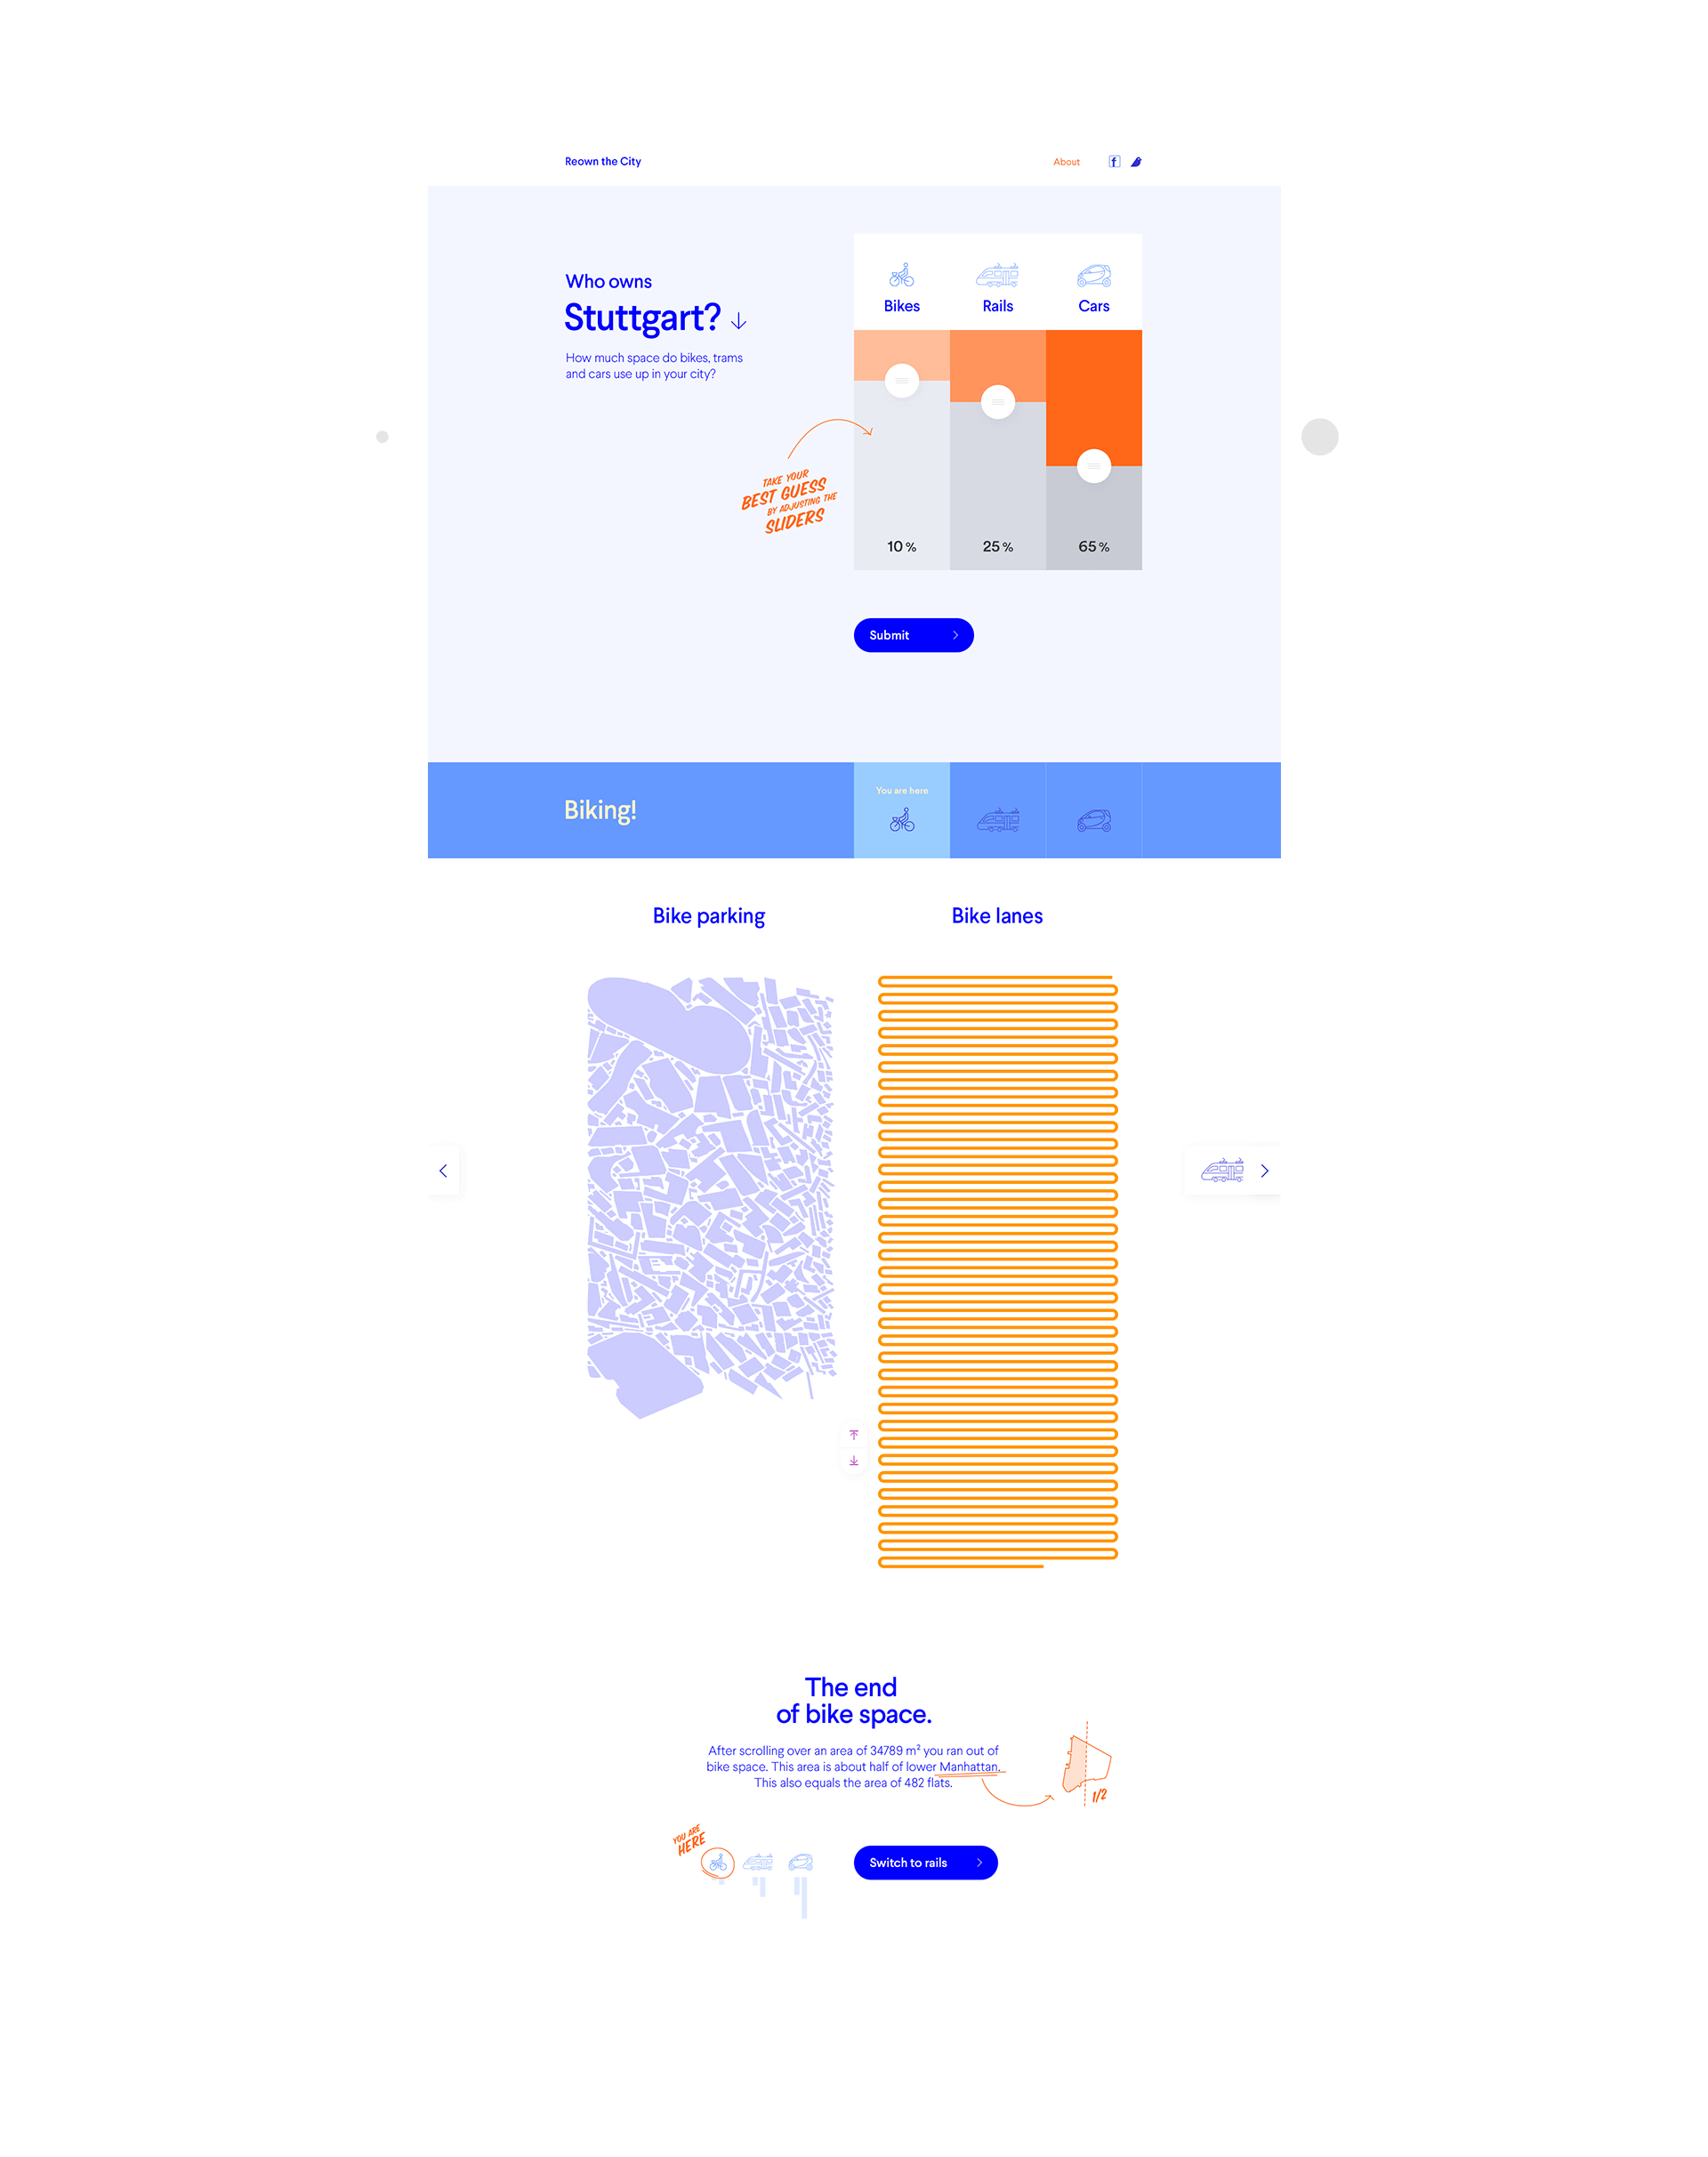 Reown the City
About
Who owns
Stuttgart?
How much space do bikes, trams
and cars use up in your city?
Bikes
Rails
Cars
TAKE YOUR
BEST GUESS
BY ADJUSTING THE
SLIDERS
10 %
25 %
65 %
Submit
Biking!
You are here
Bike parking
Bike lanes
The end
of bike space.
After scrolling over an area of 34789 m² you ran out of
bike space. This area is about half of lower Manhattan.
This also equals the area of 482 flats.
1/2
YOU ARE
HERE
Switch to rails